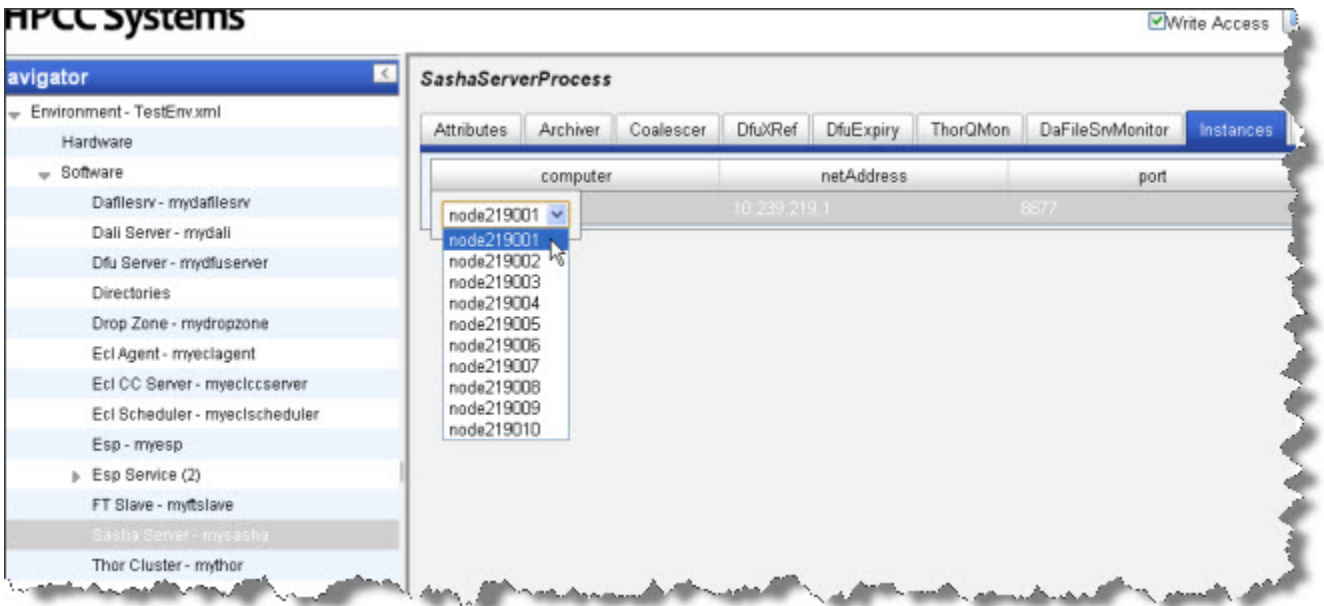 HPCC Systems
Write Access
avigator
Environment - TestEnv.xml
Hardware
Software
Dafilesrv - mydafilesrv
Dali Server - mydali
Dfu Server - mydfuserver
Directories
Drop Zone - mydropzone
Ecl Agent - myeclagent
Ecl CC Server - myeclccserver
Ecl Scheduler - myeclscheduler
Esp - myesp
Esp Service (2)
FT Slave - myftslave
Sasha Server - mysasha
Thor Cluster - mythor
SashaServerProcess
Attributes Archiver Coalescer DfuXRef DfuExpiry ThorQMon DaFileSrvMonitor Instances
computer netAddress port
node219001 10.239.219.1 8877
node219001
node219002
node219003
node219004
node219005
node219006
node219007
node219008
node219009
node219010